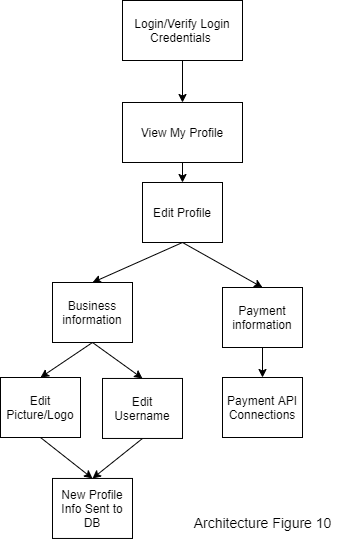 Login/Verify Login
Credentials
View My Profile
Edit Profile
Business
information
Payment
information
Edit
Picture/Logo
Edit
Username
Payment API
Connections
New Profile
Info Sent to
DB
Architecture Figure 10